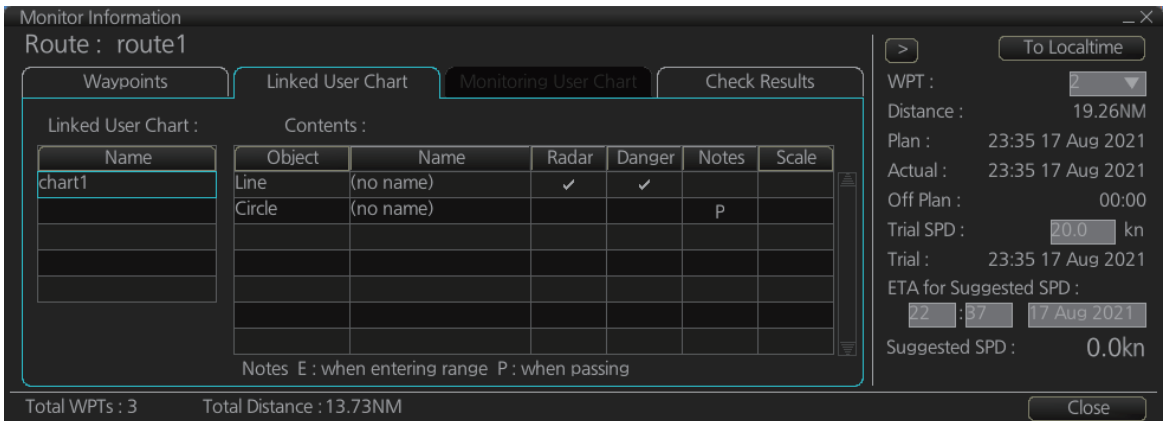 Monitor Information
Route : route1
Waypoints Linked User Chart Monitoring User Chart Check Results
Linked User Chart : Contents :
Name
chart1
Object Name Radar Danger Notes Scale
Line (no name) ✓ ✓
Circle (no name) P
Notes E : when entering range P : when passing
> To Localtime
WPT : 2
Distance : 19.26NM
Plan : 23:35 17 Aug 2021
Actual : 23:35 17 Aug 2021
Off Plan : 00:00
Trial SPD : 20.0 kn
Trial : 23:35 17 Aug 2021
ETA for Suggested SPD :
22 :37 17 Aug 2021
Suggested SPD : 0.0kn
Total WPTs : 3 Total Distance : 13.73NM Close